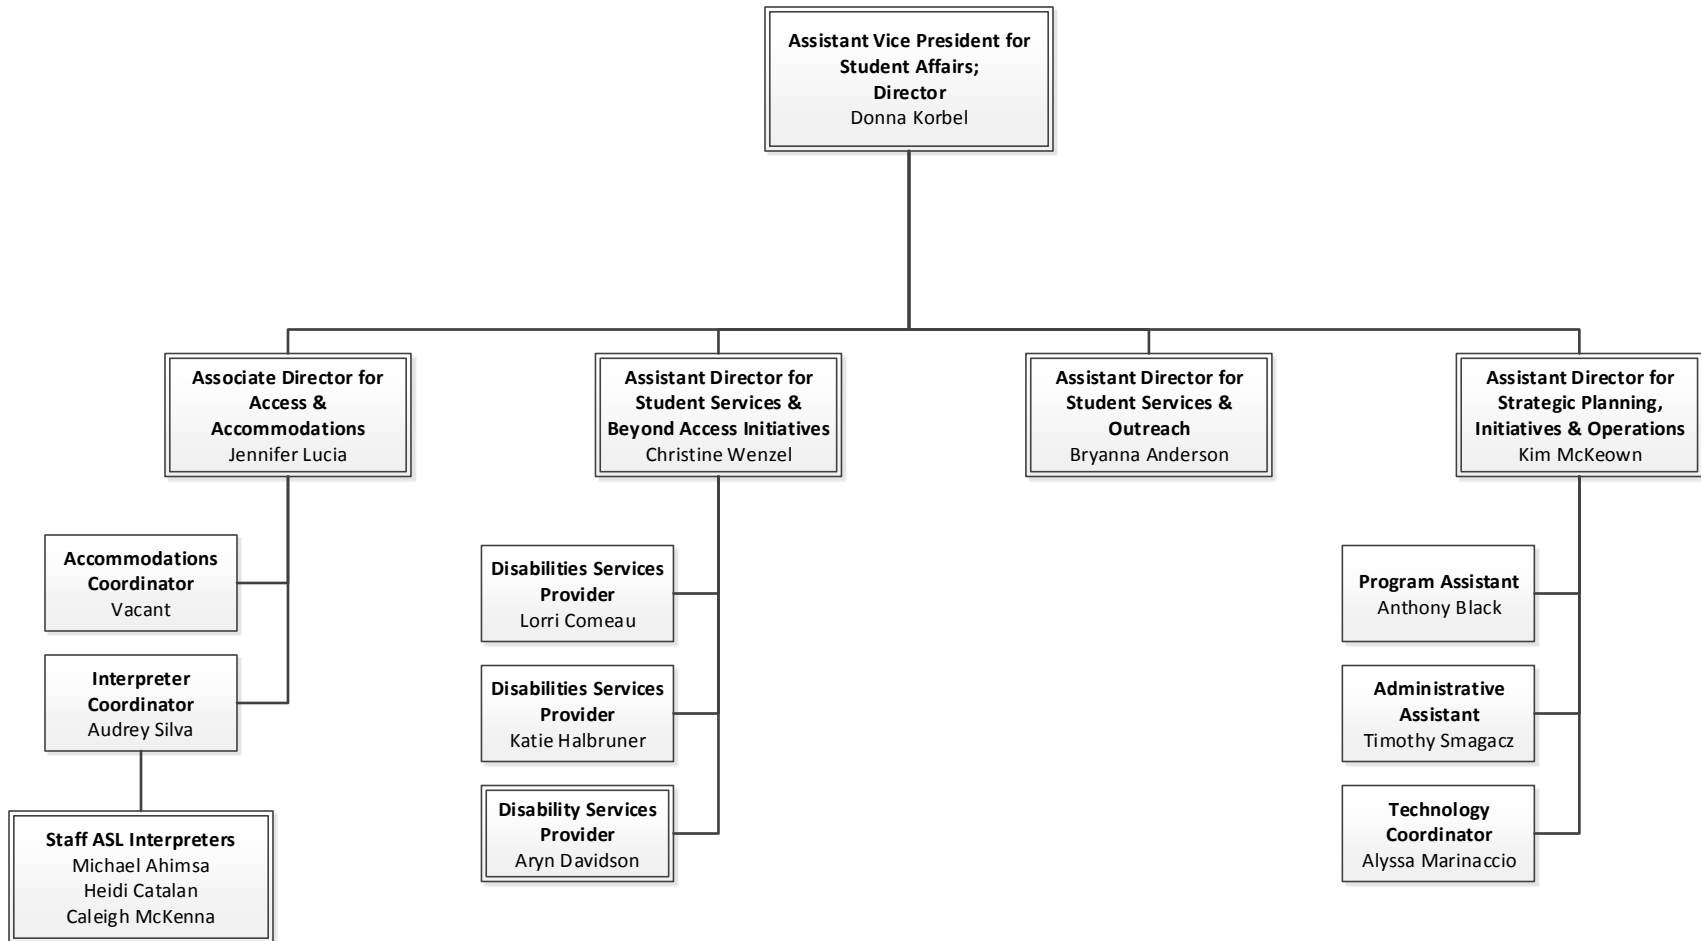 Assistant Vice President for
Student Affairs;
Director
Donna Korbel
Associate Director for
Access &
Accommodations
Jennifer Lucia
Assistant Director for
Student Services &
Beyond Access Initiatives
Christine Wenzel
Assistant Director for
Student Services &
Outreach
Bryanna Anderson
Assistant Director for
Strategic Planning,
Initiatives & Operations
Kim McKeown
Accommodations
Coordinator
Vacant
Interpreter
Coordinator
Audrey Silva
Staff ASL Interpreters
Michael Ahimsa
Heidi Catalan
Caleigh McKenna
Disabilities Services
Provider
Lorri Comeau
Disabilities Services
Provider
Katie Halbruner
Disability Services
Provider
Aryn Davidson
Program Assistant
Anthony Black
Administrative
Assistant
Timothy Smagacz
Technology
Coordinator
Alyssa Marinaccio